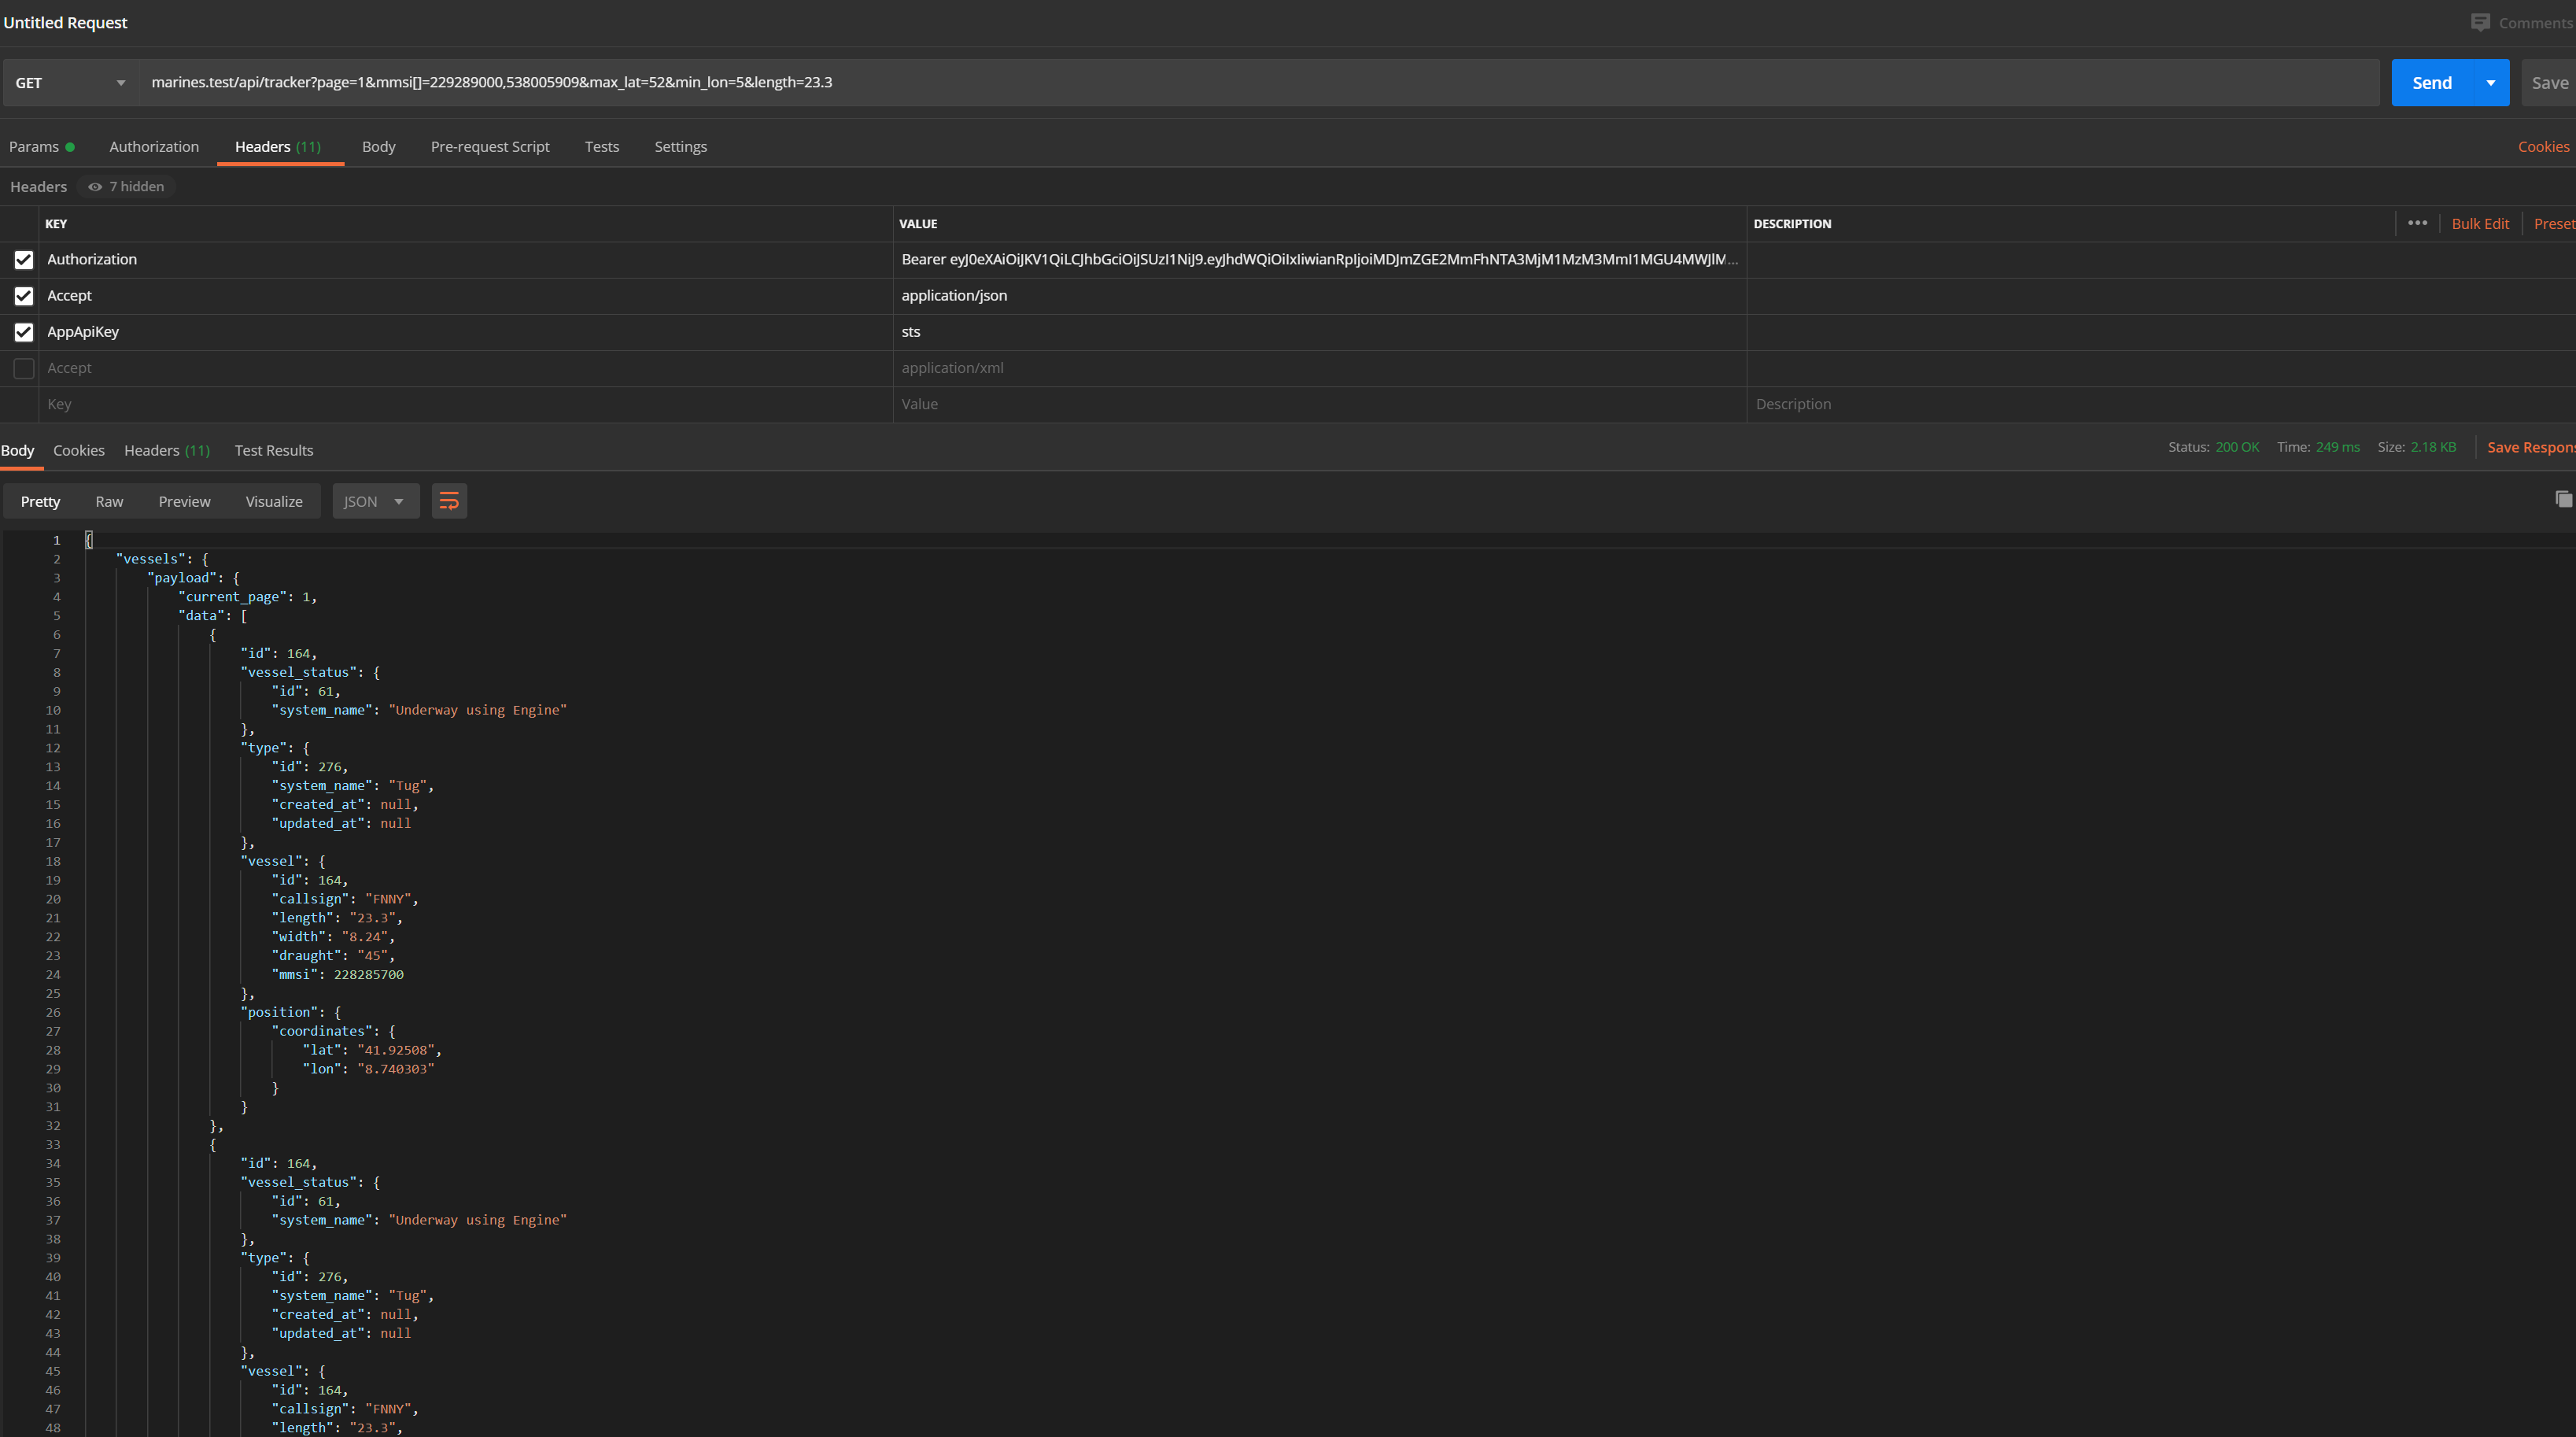 Untitled Request
Comments
GET marines.test/api/tracker?page=1&mmsi[]=229289000,538005909&max_lat=52&min_lon=5&length=23.3 Send Save
Params Authorization Headers (11) Body Pre-request Script Tests Settings Cookies
Headers 7 hidden
KEY VALUE DESCRIPTION ••• Bulk Edit Preset
Authorization Bearer eyJ0eXAiOiJKV1QiLCJhbGciOiJSUzI1NiJ9.eyJhdWQiOiIxIiwianRpIjoiMDJmZGE2MmFhNTA3MjM1MzM3MmI1MGU4MWJlM...
Accept application/json
AppApiKey sts
Accept application/xml
Key Value Description
Body Cookies Headers (11) Test Results Status: 200 OK Time: 249 ms Size: 2.18 KB Save Respon
Pretty Raw Preview Visualize JSON
1 {
2 "vessels": {
3 "payload": {
4 "current_page": 1,
5 "data": [
6 {
7 "id": 164,
8 "vessel_status": {
9 "id": 61,
10 "system_name": "Underway using Engine"
11 },
12 "type": {
13 "id": 276,
14 "system_name": "Tug",
15 "created_at": null,
16 "updated_at": null
17 },
18 "vessel": {
19 "id": 164,
20 "callsign": "FNNY",
21 "length": "23.3",
22 "width": "8.24",
23 "draught": "45",
24 "mmsi": 228285700
25 },
26 "position": {
27 "coordinates": {
28 "lat": "41.92508",
29 "lon": "8.740303"
30 }
31 }
32 },
33 {
34 "id": 164,
35 "vessel_status": {
36 "id": 61,
37 "system_name": "Underway using Engine"
38 },
39 "type": {
40 "id": 276,
41 "system_name": "Tug",
42 "created_at": null,
43 "updated_at": null
44 },
45 "vessel": {
46 "id": 164,
47 "callsign": "FNNY",
48 "length": "23.3",